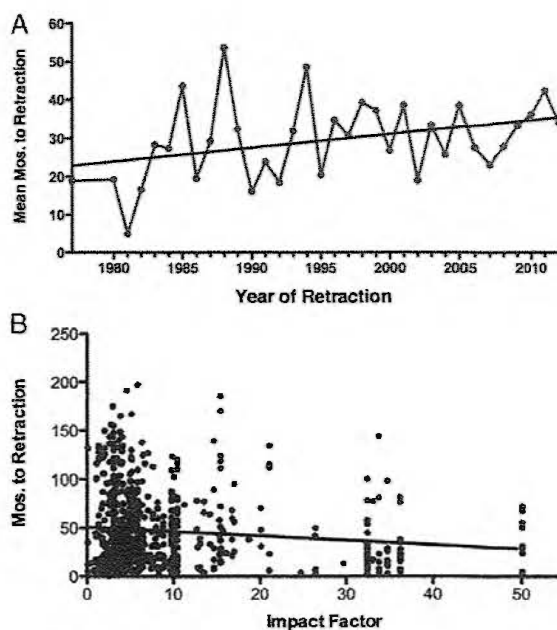 A
Mean Mos. to Retraction
60
50
40
30
20
10
0
1980 1985 1990 1995 2000 2005 2010
Year of Retraction
B
Mos. to Retraction
250
200
150
100
50
0
0 10 20 30 40 50
Impact Factor